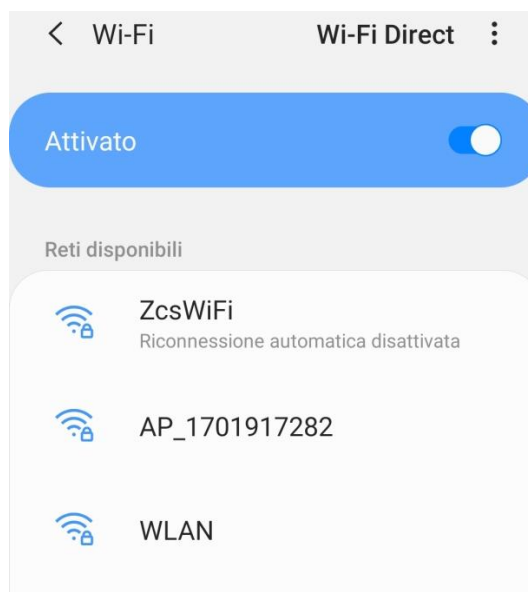 Wi-Fi Wi-Fi Direct
Attivato
Reti disponibili
ZcsWiFi
Riconnessione automatica disattivata
AP_1701917282
WLAN